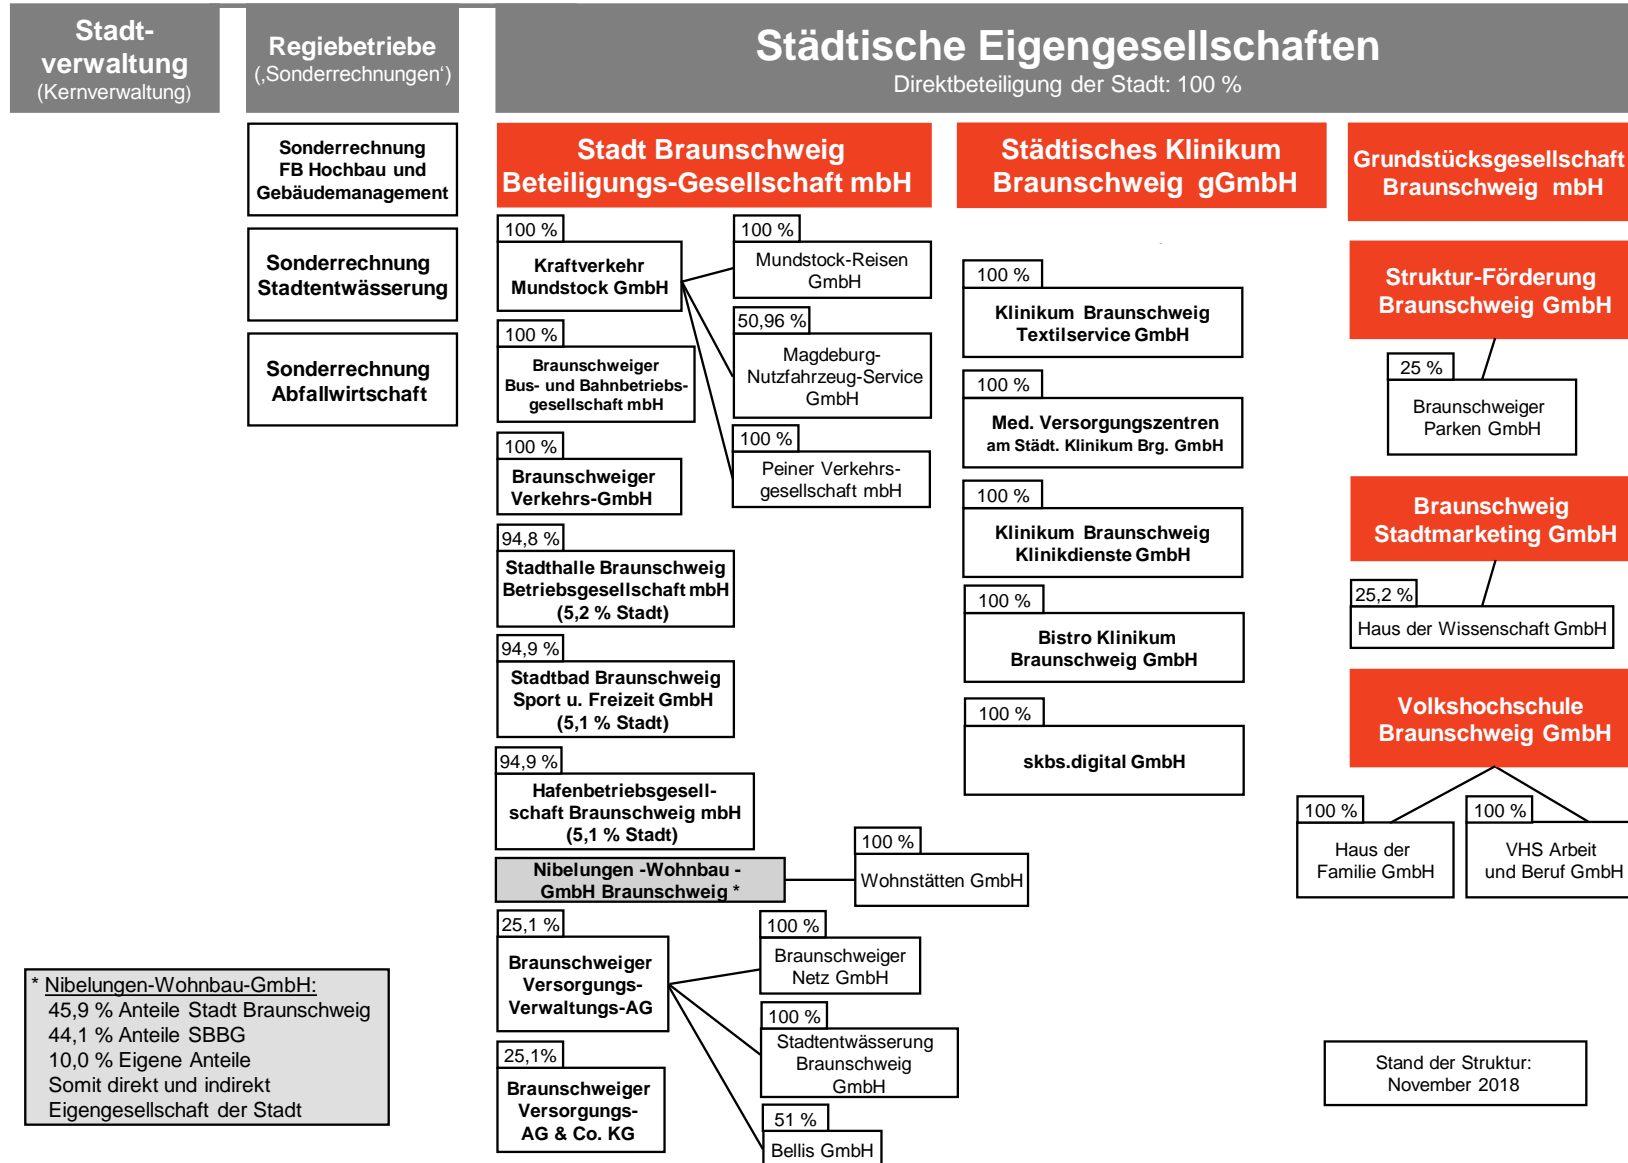 Stadt-
verwaltung
(Kernverwaltung)
Regiebetriebe
(‚Sonderrechnungen‘)
Städtische Eigengesellschaften
Direktbeteiligung der Stadt: 100 %
Sonderrechnung
FB Hochbau und
Gebäudemanagement
Sonderrechnung
Stadtentwässerung
Sonderrechnung
Abfallwirtschaft
Stadt Braunschweig
Beteiligungs-Gesellschaft mbH
100 %
Kraftverkehr
Mundstock GmbH
100 %
Mundstock-Reisen
GmbH
50,96 %
Magdeburg-
Nutzfahrzeug-Service
GmbH
100 %
Peiner Verkehrs-
gesellschaft mbH
100 %
Braunschweiger
Bus- und Bahnbetriebs-
gesellschaft mbH
100 %
Braunschweiger
Verkehrs-GmbH
94,8 %
Stadthalle Braunschweig
Betriebsgesellschaft mbH
(5,2 % Stadt)
94,9 %
Stadtbad Braunschweig
Sport u. Freizeit GmbH
(5,1 % Stadt)
94,9 %
Hafenbetriebsgesell-
schaft Braunschweig mbH
(5,1 % Stadt)
Nibelungen -Wohnbau -
GmbH Braunschweig *
100 %
Wohnstätten GmbH
25,1 %
Braunschweiger
Versorgungs-
Verwaltungs-AG
100 %
Braunschweiger
Netz GmbH
100 %
Stadtentwässerung
Braunschweig
GmbH
51 %
Bellis GmbH
25,1%
Braunschweiger
Versorgungs-
AG & Co. KG
Städtisches Klinikum
Braunschweig gGmbH
100 %
Klinikum Braunschweig
Textilservice GmbH
100 %
Med. Versorgungszentren
am Städt. Klinikum Brg. GmbH
100 %
Klinikum Braunschweig
Klinikdienste GmbH
100 %
Bistro Klinikum
Braunschweig GmbH
100 %
skbs.digital GmbH
Grundstücksgesellschaft
Braunschweig mbH
Struktur-Förderung
Braunschweig GmbH
25 %
Braunschweiger
Parken GmbH
Braunschweig
Stadtmarketing GmbH
25,2 %
Haus der Wissenschaft GmbH
Volkshochschule
Braunschweig GmbH
100 %
Haus der
Familie GmbH
100 %
VHS Arbeit
und Beruf GmbH
* Nibelungen-Wohnbau-GmbH:
45,9 % Anteile Stadt Braunschweig
44,1 % Anteile SBBG
10,0 % Eigene Anteile
Somit direkt und indirekt
Eigengesellschaft der Stadt
Stand der Struktur:
November 2018